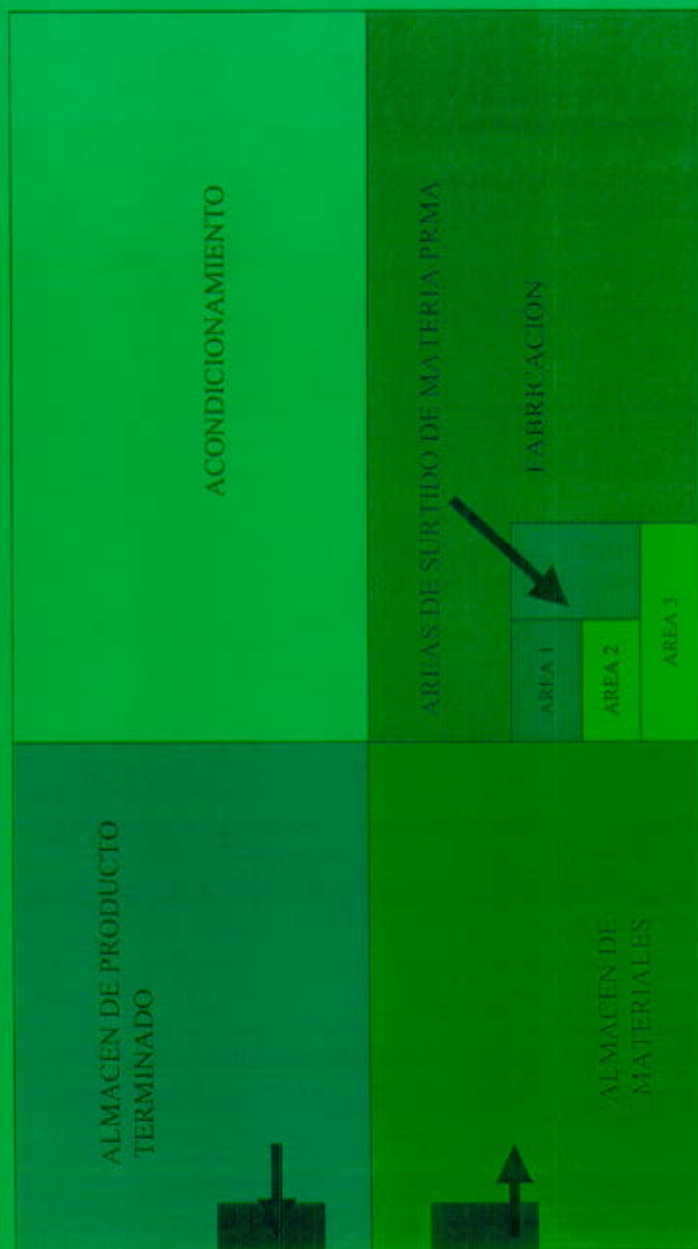 ALMACEN DE PRODUCTO
TERMINADO
ACONDICIONAMIENTO
AREAS DE SURTIDO DE MATERIA PRMA
FABRICACION
AREA 1
AREA 2
AREA 3
ALMACEN DE
MATERIALES